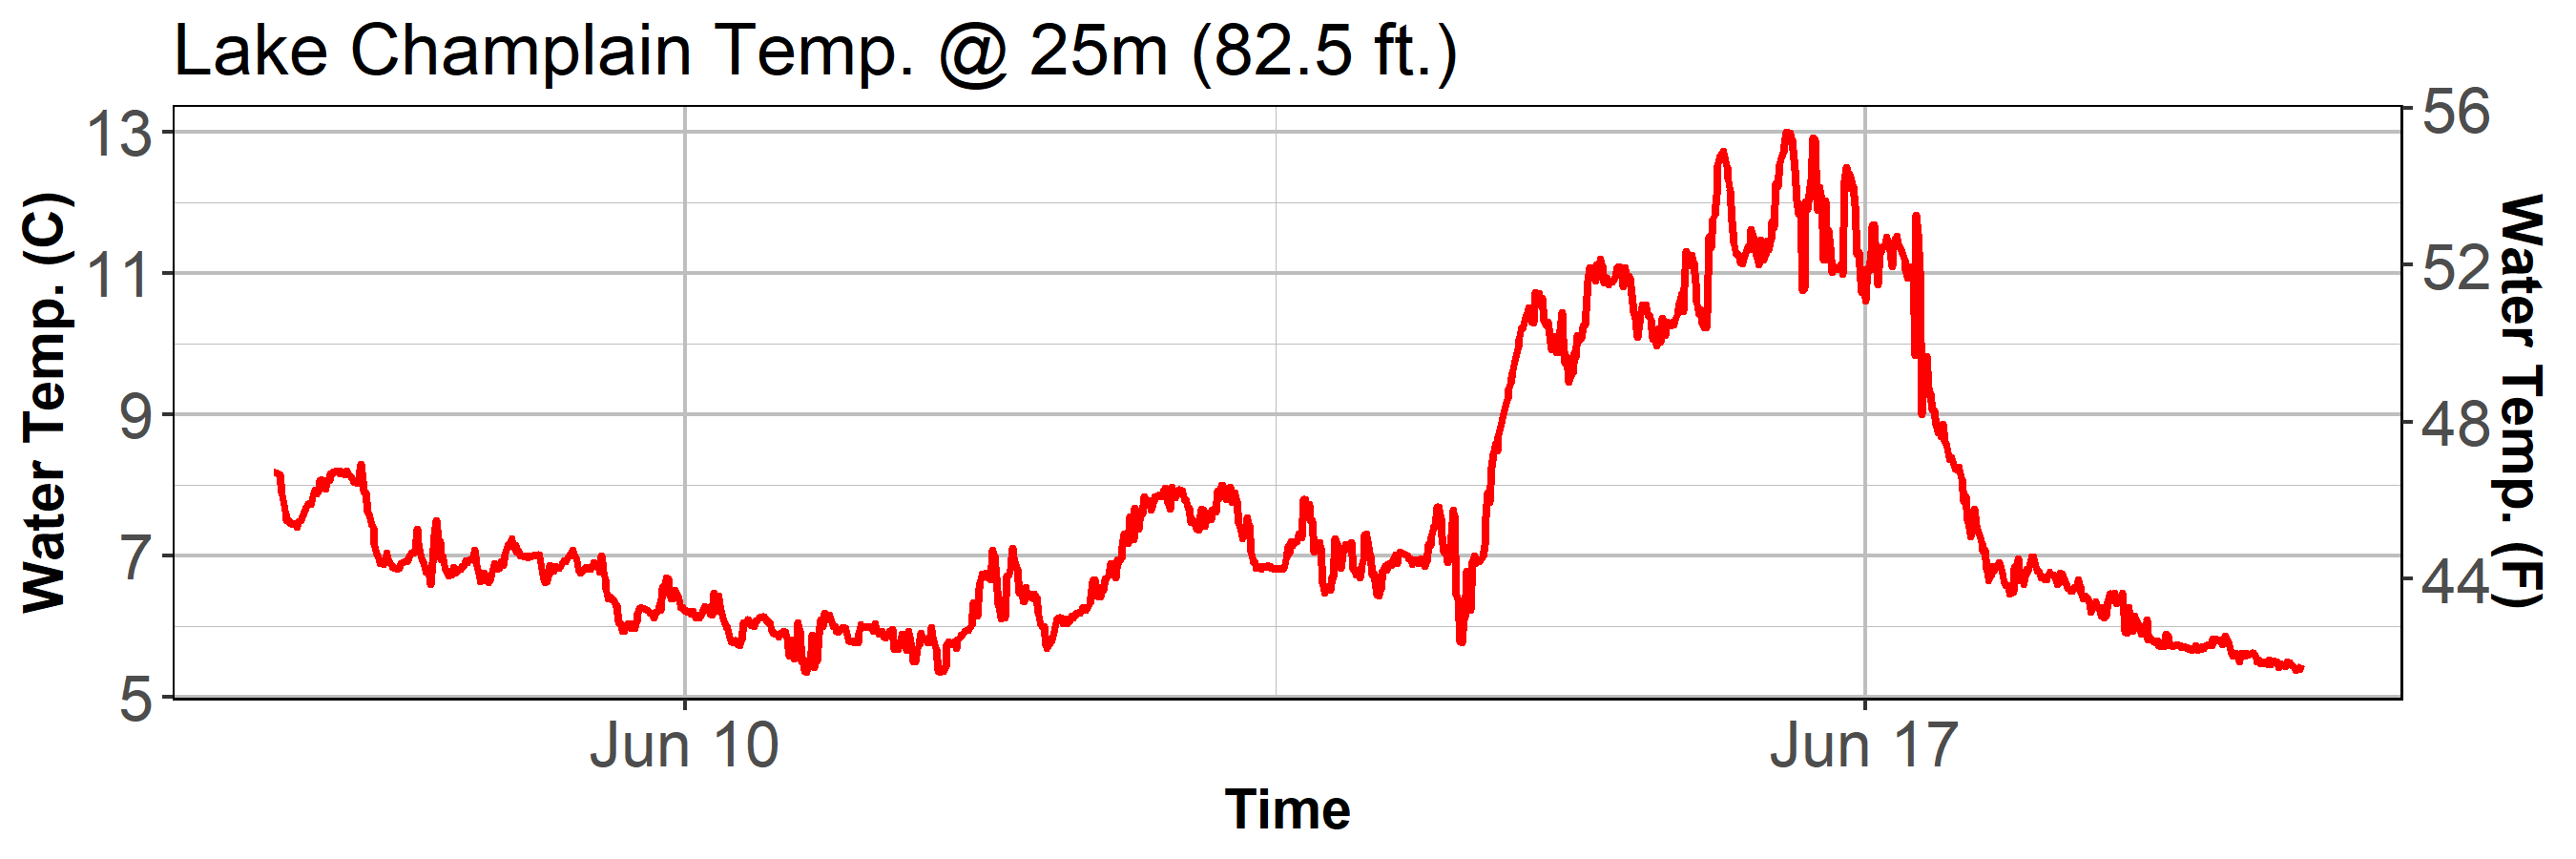 Lake Champlain Temp. @ 25m (82.5 ft.)
Water Temp. (C)
13
11
9
7
5
56
52
48
44
Water Temp. (F)
Jun 10
Jun 17
Time